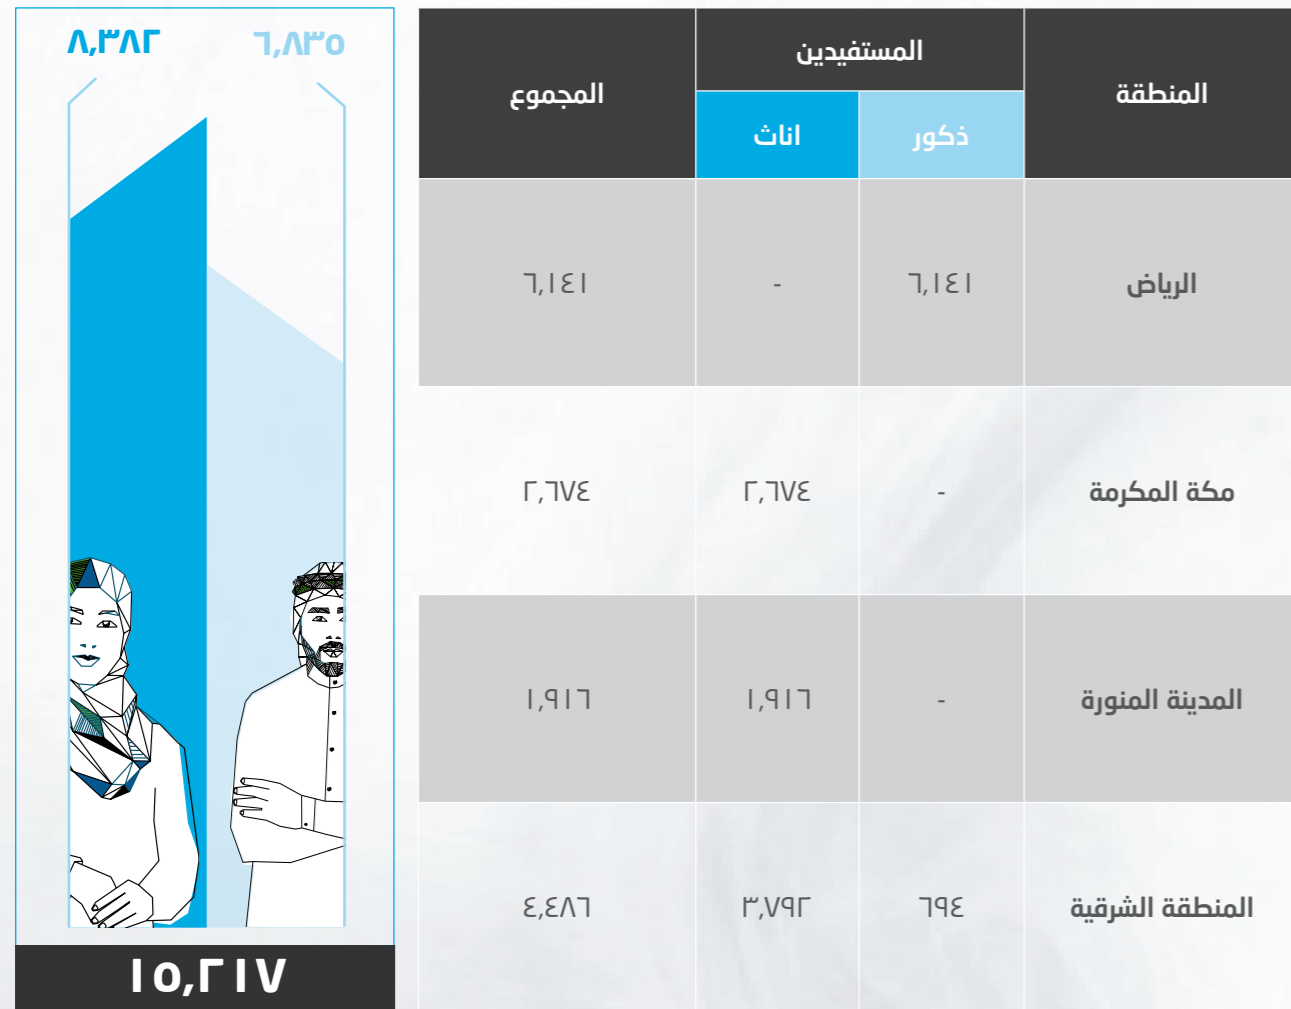 المنطقة المستفيدين المجموع
ذكور اناث
الرياض ٦,١٤١ - ٦,١٤١
مكة المكرمة - ٢,٦٧٤ ٢,٦٧٤
المدينة المنورة - ١,٩١٦ ١,٩١٦
المنطقة الشرقية ٦٩٤ ٣,٧٩٢ ٤,٤٨٦
٦,٨٣٥ ٨,٣٨٢
١٥,٢١٧